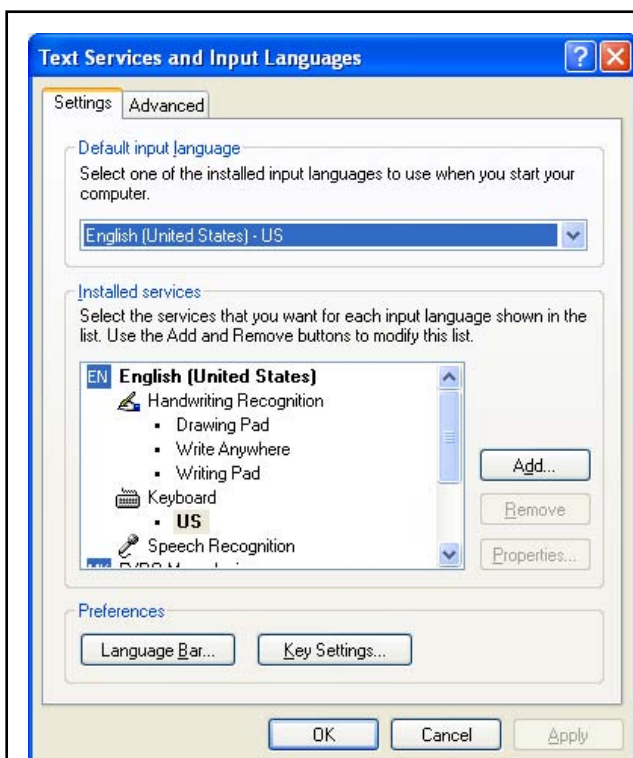 Text Services and Input Languages
Settings
Advanced
Default input language
Select one of the installed input languages to use when you start your
computer.
English (United States) - US
Installed services
Select the services that you want for each input language shown in the
list. Use the Add and Remove buttons to modify this list.
EN English (United States)
Handwriting Recognition
Drawing Pad
Write Anywhere
Writing Pad
Keyboard
US
Speech Recognition
Add...
Remove
Properties...
Preferences
Language Bar...
Key Settings...
OK
Cancel
Apply